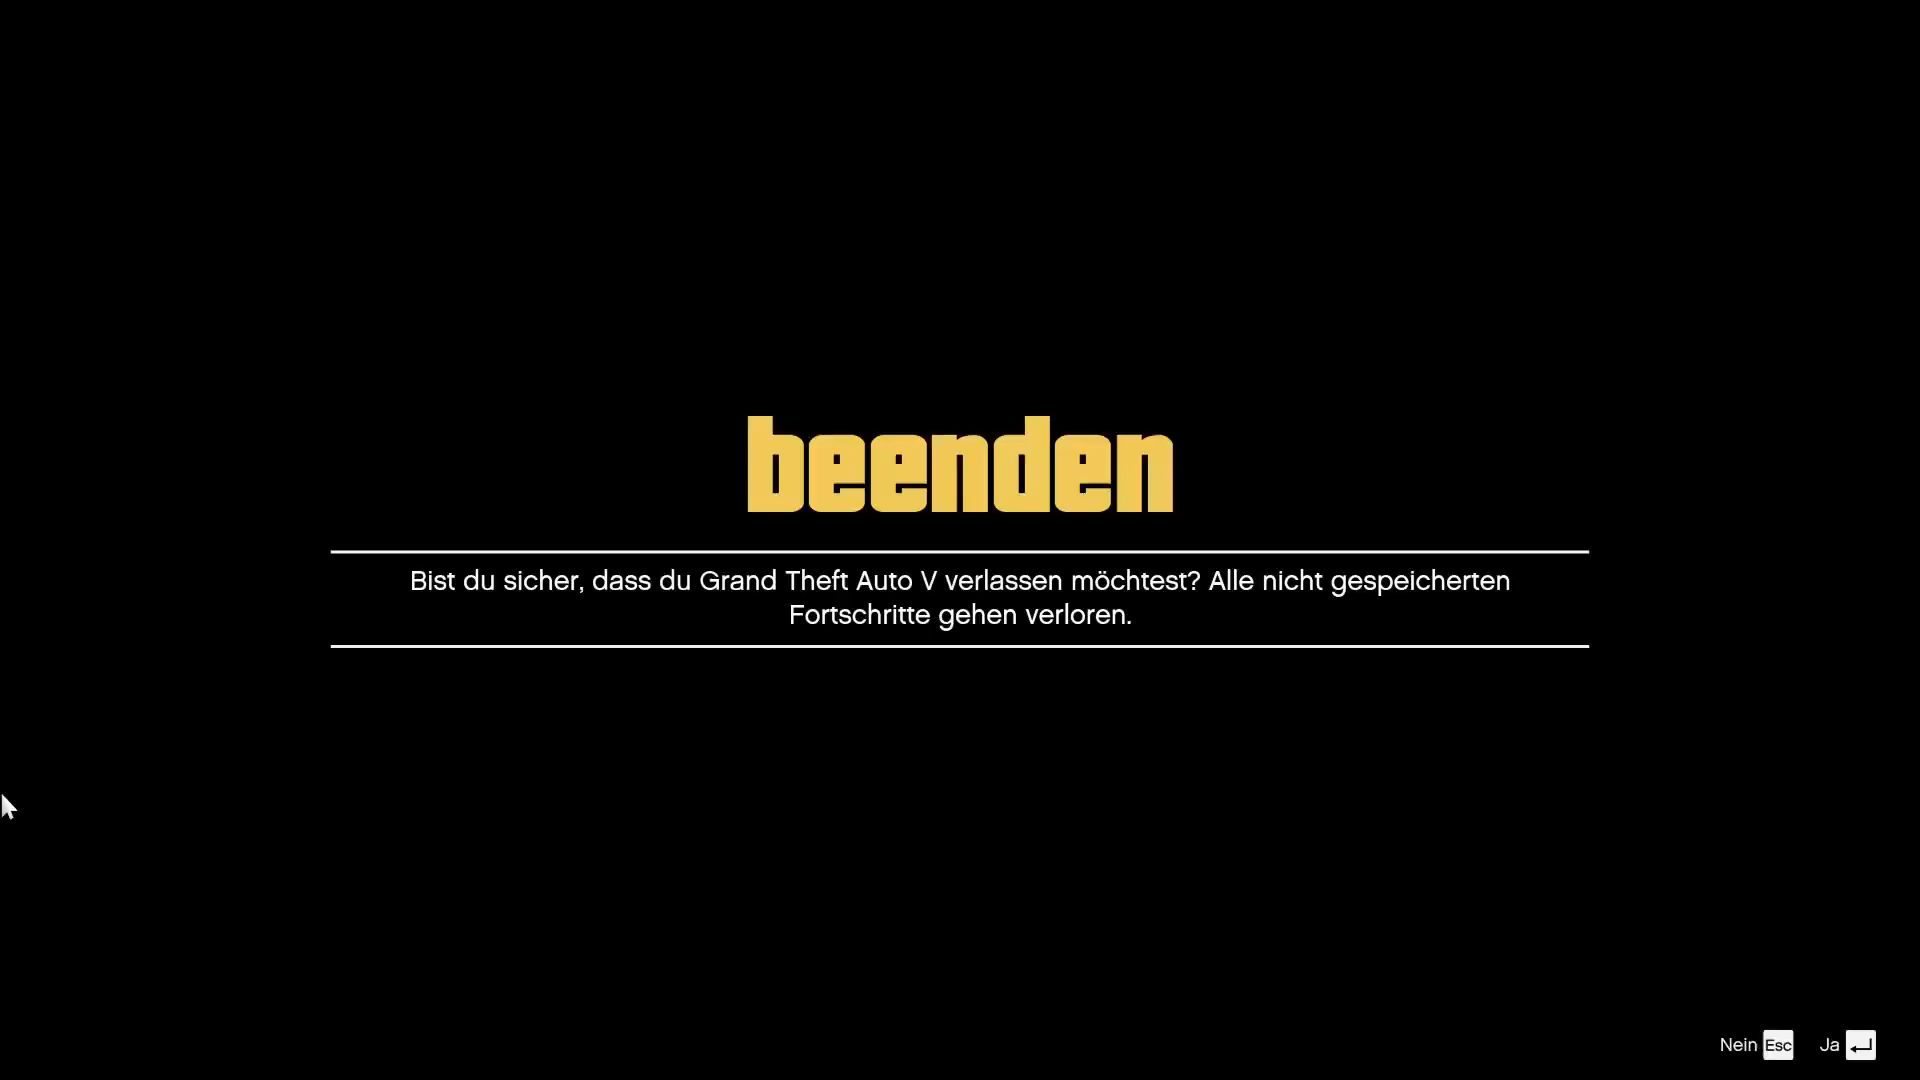 beenden
Bist du sicher, dass du Grand Theft Auto V verlassen möchtest? Alle nicht gespeicherten
Fortschritte gehen verloren.
Nein Esc Ja